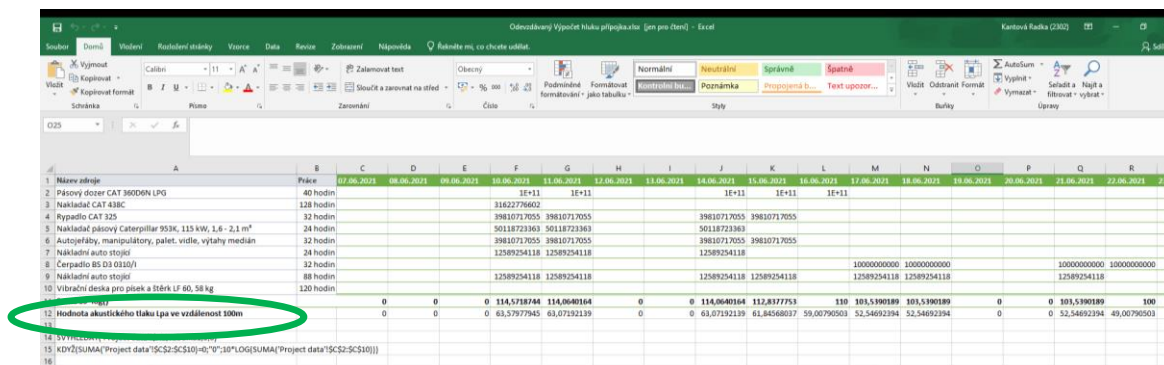 Odevzdávaný Výpočet hluku přípojka.xlsx [jen pro čtení] - Excel
Kantová Radka (2302)
Soubor Domů Vložení Rozložení stránky Vzorce Data Revize Zobrazení Nápověda Řekněte mi, co chcete udělat.
Vložit Vyjmout Kopírovat Kopírovat formát
Calibri 11 Zalamovat text Sloučit a zarovnat na střed
Obecný
Podmíněné formátování Formátovat jako tabulku
Normální Neutrální Správně Špatně
Kontrolní bu... Poznámka Propojená b... Text upozor...
Vložit Odstranit Formát
AutoSum Vyplnit Vymazat Seřadit a filtrovat Najít a vybrat
Schránka Písmo Zarovnání Číslo Styly Buňky Úpravy
O25
A B C D E F G H I J K L M N O P Q R
1 Název zdroje Práce 07.06.2021 08.06.2021 09.06.2021 10.06.2021 11.06.2021 12.06.2021 13.06.2021 14.06.2021 15.06.2021 16.06.2021 17.06.2021 18.06.2021 19.06.2021 20.06.2021 21.06.2021 22.06.2021
2 Pásový dozer CAT 360D6N LPG 40 hodin 1E+11 1E+11 1E+11 1E+11 1E+11
3 Nakladač CAT 438C 128 hodin 31622776602
4 Rypadlo CAT 325 32 hodin 39810717055 39810717055 39810717055 39810717055
5 Nakladač pásový Caterpillar 953K, 115 kW, 1,6 - 2,1 m³ 24 hodin 50118723363 50118723363 50118723363
6 Autojeřáby, manipulátory, palet. vidle, výtahy medián 32 hodin 39810717055 39810717055 39810717055 39810717055
7 Nákladní auto stojící 24 hodin 12589254118 12589254118 12589254118
8 Čerpadlo BS D3 0310/I 32 hodin 10000000000 10000000000 10000000000 10000000000
9 Nákladní auto stojící 88 hodin 12589254118 12589254118 12589254118 12589254118 12589254118 12589254118 12589254118
10 Vibrační deska pro písek a štěrk LF 60, 58 kg 120 hodin
0 0 0 114,5718744 114,0640164 0 0 114,0640164 112,8377753 110 103,5390189 103,5390189 0 0 103,5390189 100
12 Hodnota akustického tlaku Lpa ve vzdálenost 100m 0 0 0 63,57977945 63,07192139 0 0 63,07192139 61,84568037 59,00790503 52,54692394 52,54692394 0 0 52,54692394 49,00790503
14
15 KDYŽ(SUMA('Project data'!$C$2:$C$10)=0;"0";10*LOG(SUMA('Project data'!$C$2:$C$10)))
16